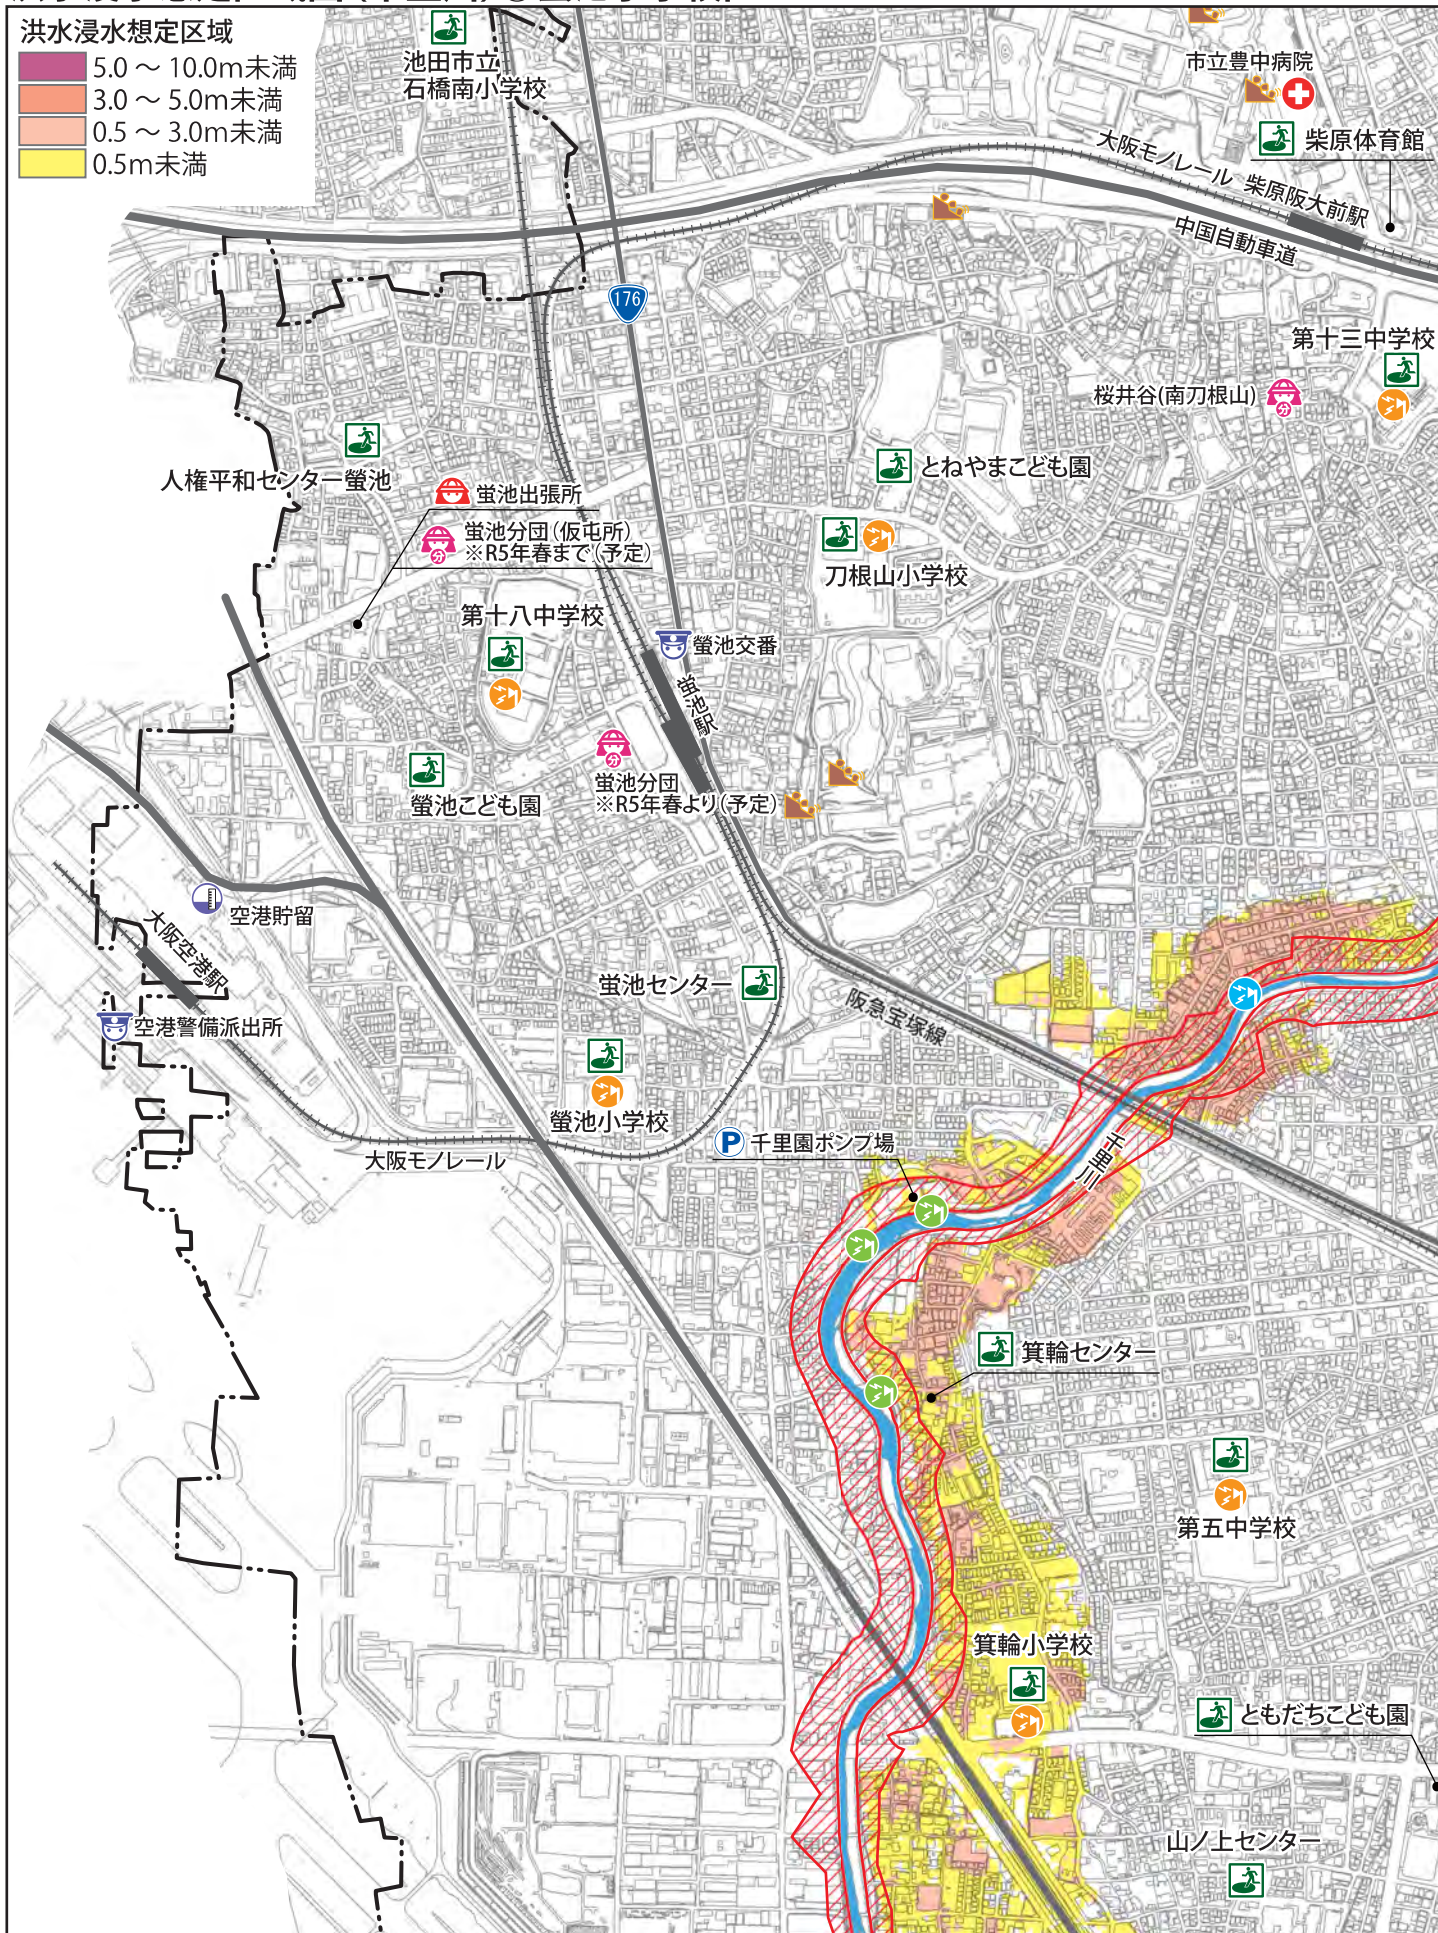 洪水浸水想定区域
5.0 ～ 10.0m未満
3.0 ～ 5.0m未満
0.5 ～ 3.0m未満
0.5m未満
池田市立
石橋南小学校
市立豊中病院
柴原体育館
大阪モノレール
柴原阪大前駅
中国自動車道
176
第十三中学校
桜井谷(南刀根山)
分
人権平和センター螢池
とねやまこども園
蛍池出張所
蛍池分団(仮屯所)
※R5年春まで(予定)
分
刀根山小学校
第十八中学校
螢池交番
蛍池駅
分
蛍池分団
※R5年春より(予定)
螢池こども園
空港貯留
大阪空港駅
空港警備派出所
蛍池センター
阪急宝塚線
螢池小学校
大阪モノレール
P 千里園ポンプ場
千里川
箕輪センター
第五中学校
箕輪小学校
ともだちこども園
山ノ上センター